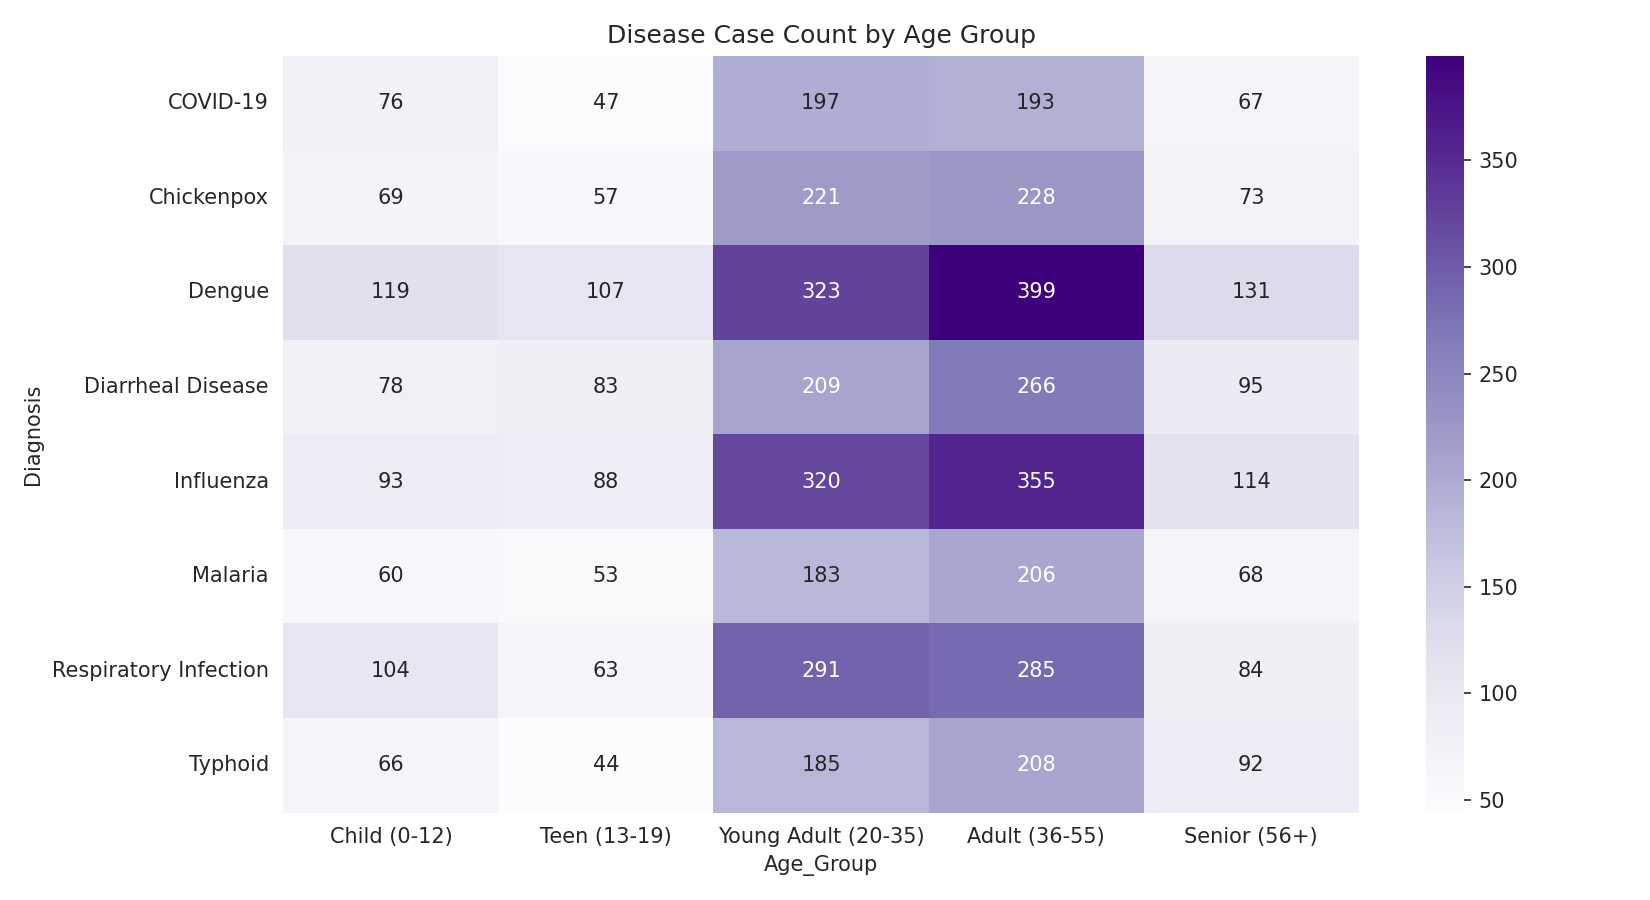 Disease Case Count by Age Group
COVID-19 76 47 197 193 67
Chickenpox 69 57 221 228 73
Dengue 119 107 323 399 131
Diarrheal Disease 78 83 209 266 95
Influenza 93 88 320 355 114
Malaria 60 53 183 206 68
Respiratory Infection 104 63 291 285 84
Typhoid 66 44 185 208 92
Diagnosis
Child (0-12) Teen (13-19) Young Adult (20-35) Adult (36-55) Senior (56+)
Age_Group
350
300
250
200
150
100
50